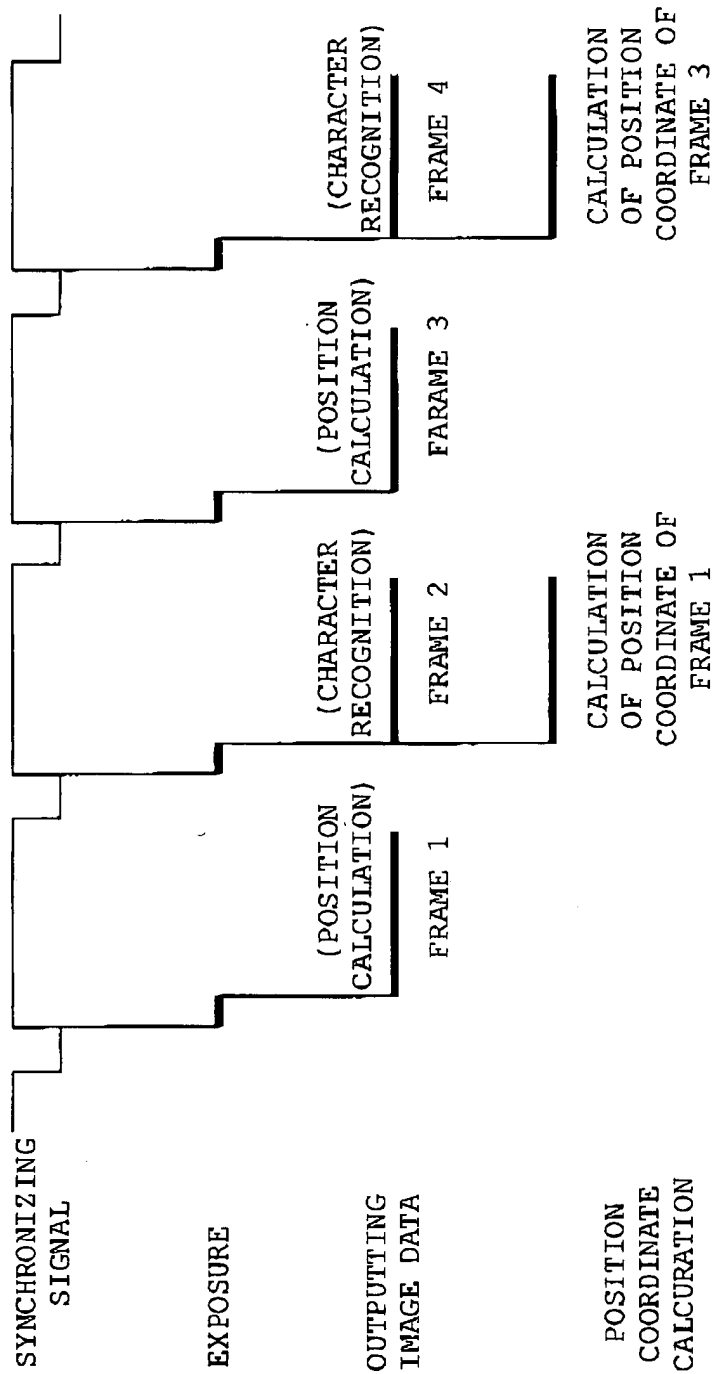 SYNCHRONIZING
SIGNAL
EXPOSURE
OUTPUTTING
IMAGE DATA
(POSITION
CALCULATION)
FRAME 1
(CHARACTER
RECOGNITION)
FRAME 2
(POSITION
CALCULATION)
FARAME 3
(CHARACTER
RECOGNITION)
FRAME 4
POSITION
COORDINATE
CALCURATION
CALCULATION
OF POSITION
COORDINATE OF
FRAME 1
CALCULATION
OF POSITION
COORDINATE OF
FRAME 3